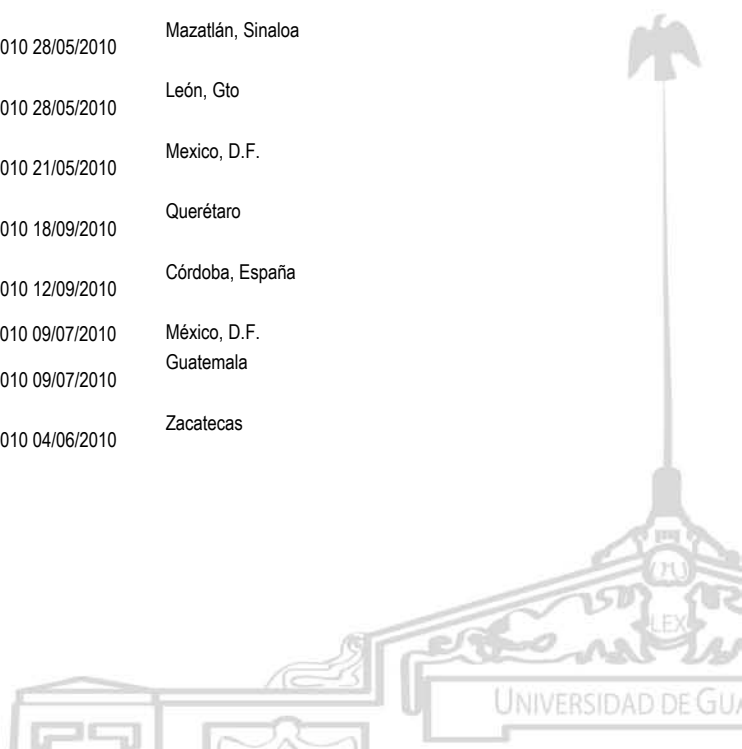 Mazatlán, Sinaloa
010 28/05/2010
León, Gto
010 28/05/2010
Mexico, D.F.
010 21/05/2010
Querétaro
010 18/09/2010
Córdoba, España
010 12/09/2010
010 09/07/2010 México, D.F.
Guatemala
010 09/07/2010
Zacatecas
010 04/06/2010
LEX
UNIVERSIDAD DE GUA